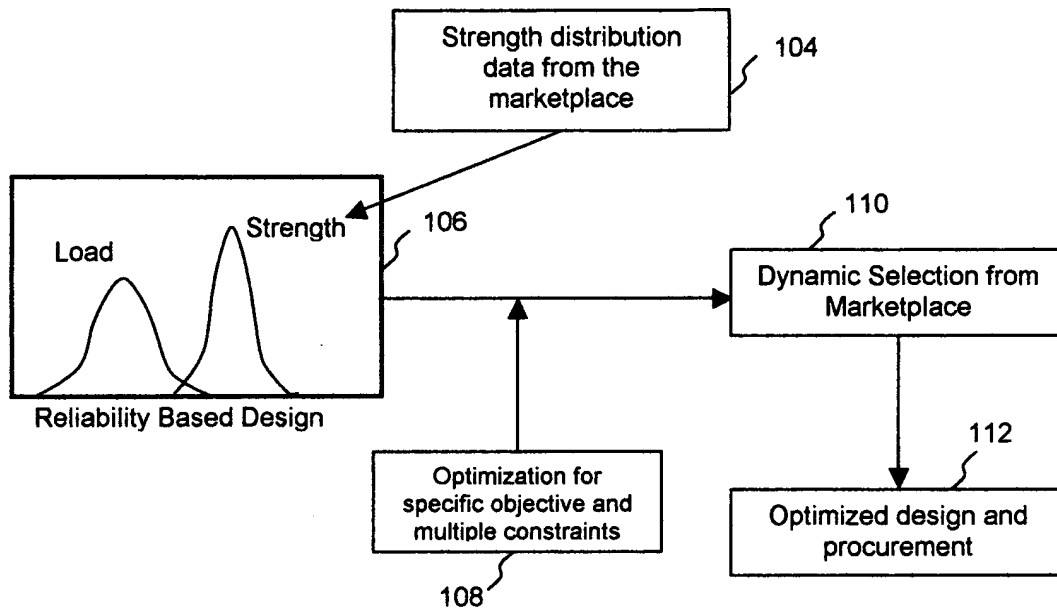 Strength distribution
data from the
marketplace
104
Strength
106
Load
110
Dynamic Selection from
Marketplace
Reliability Based Design
112
Optimization for
specific objective and
multiple constraints
Optimized design and
procurement
108